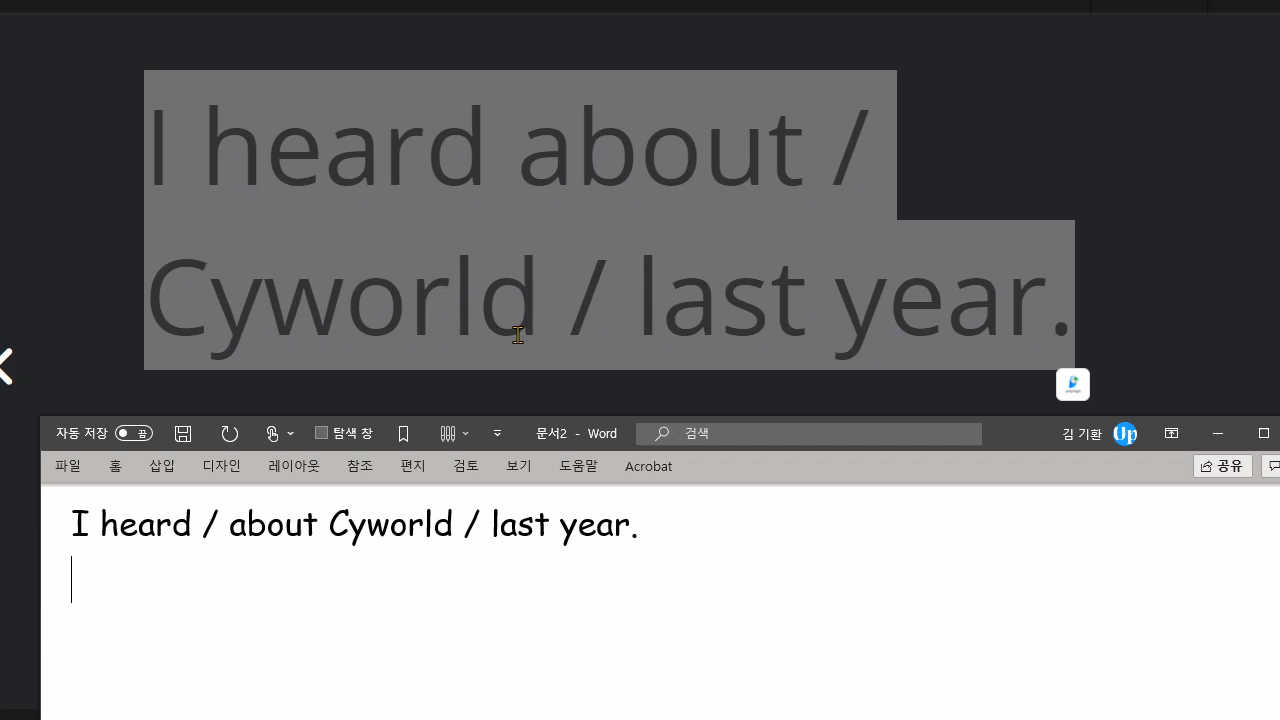 I heard about /
Cyworld / last year.
자동 저장 끔 탐색 창 문서2 - Word 검색 김 기환 Up
파일 홈 삽입 디자인 레이아웃 참조 편지 검토 보기 도움말 Acrobat 공유
I heard / about Cyworld / last year.